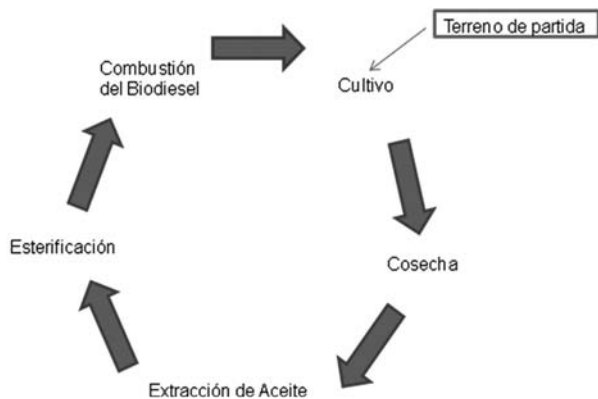 Terreno de partida
Combustión
del Biodiesel
Cultivo
Cosecha
Extracción de Aceite
Esterificación